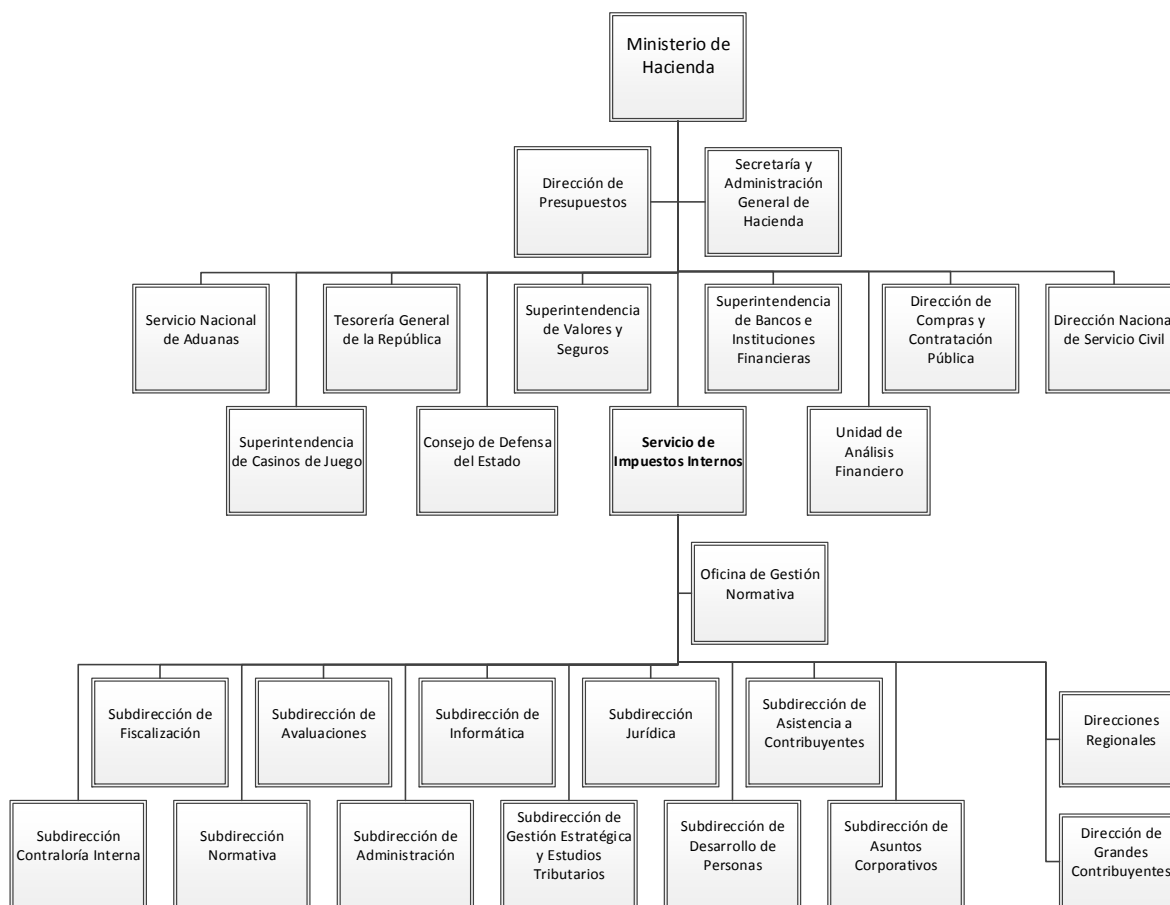 Ministerio de
Hacienda
Dirección de
Presupuestos
Secretaría y
Administración
General de
Hacienda
Servicio Nacional
de Aduanas
Tesorería General
de la República
Superintendencia
de Valores y
Seguros
Superintendencia
de Bancos e
Instituciones
Financieras
Dirección de
Compras y
Contratación
Pública
Dirección Nacional
de Servicio Civil
Superintendencia
de Casinos de Juego
Consejo de Defensa
del Estado
Servicio de
Impuestos Internos
Unidad de
Análisis
Financiero
Oficina de Gestión
Normativa
Subdirección de
Fiscalización
Subdirección de
Avaluaciones
Subdirección de
Informática
Subdirección
Jurídica
Subdirección de
Asistencia a
Contribuyentes
Direcciones
Regionales
Subdirección
Contraloría Interna
Subdirección
Normativa
Subdirección de
Administración
Subdirección de
Gestión Estratégica
y Estudios
Tributarios
Subdirección de
Desarrollo de
Personas
Subdirección de
Asuntos
Corporativos
Dirección de
Grandes
Contribuyentes